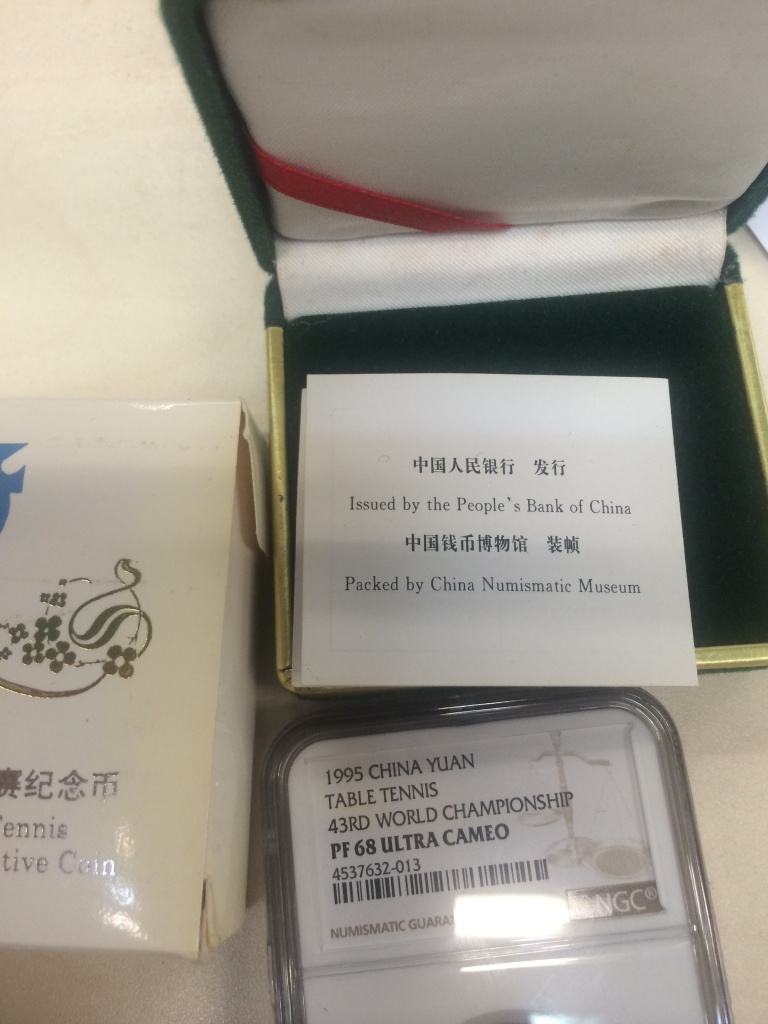 中国人民银行 发行
Issued by the People's Bank of China
中国钱币博物馆 装帧
Packed by China Numismatic Museum
赛纪念币
Tennis
tive Coin
1995 CHINA YUAN
TABLE TENNIS
43RD WORLD CHAMPIONSHIP
PF 68 ULTRA CAMEO
4537632-013
NGC®
NUMISMATIC